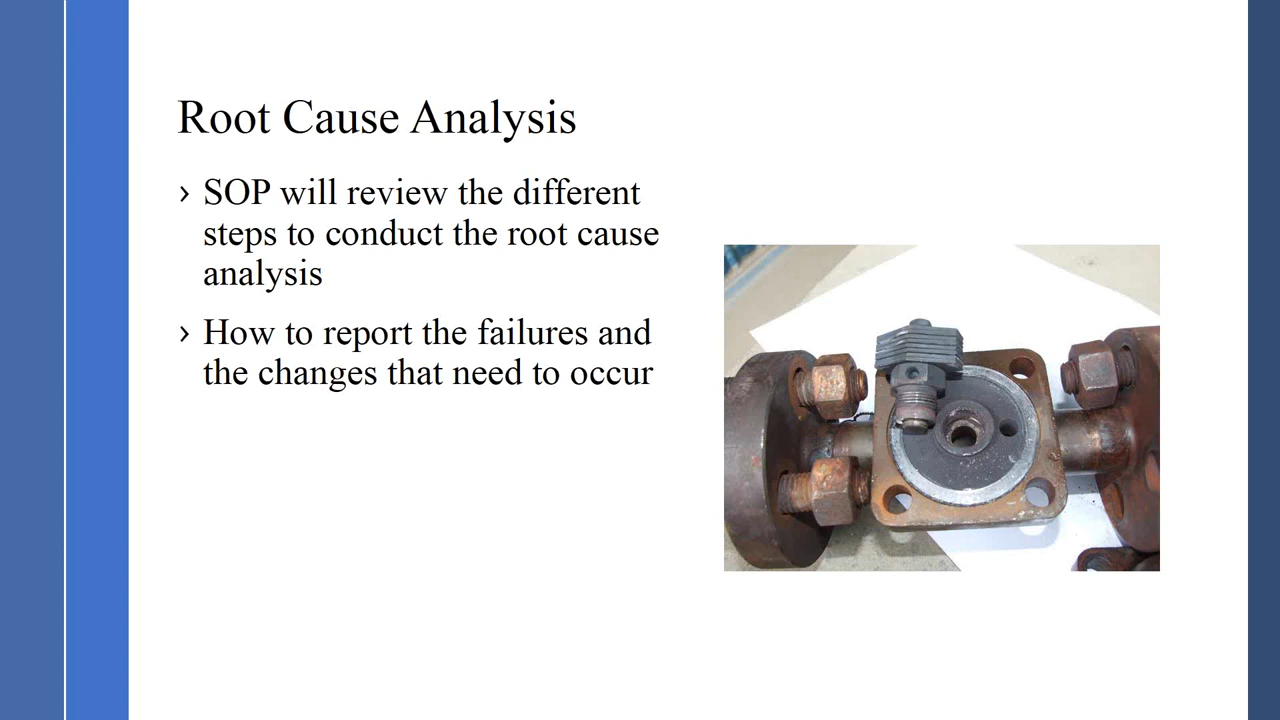 Root Cause Analysis
› SOP will review the different
steps to conduct the root cause
analysis
› How to report the failures and
the changes that need to occur